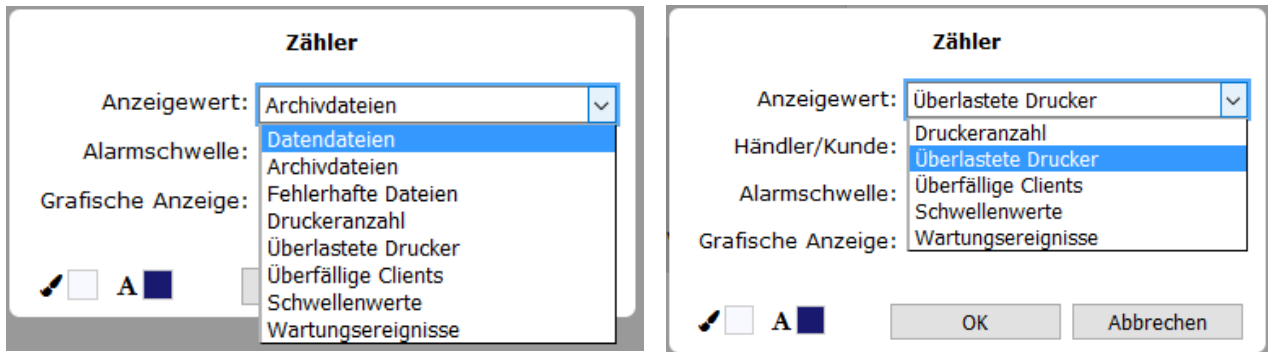 Zähler
Anzeigewert: Archivdateien
Datendateien
Alarmschwelle:
Archivdateien
Grafische Anzeige:
Fehlerhafte Dateien
Druckeranzahl
Überlastete Drucker
Überfällige Clients
A
Schwellenwerte
Wartungsereignisse
Zähler
Anzeigewert: Überlastete Drucker
Druckeranzahl
Händler/Kunde:
Überlastete Drucker
Überfällige Clients
Alarmschwelle:
Schwellenwerte
Grafische Anzeige:
Wartungsereignisse
A OK Abbrechen